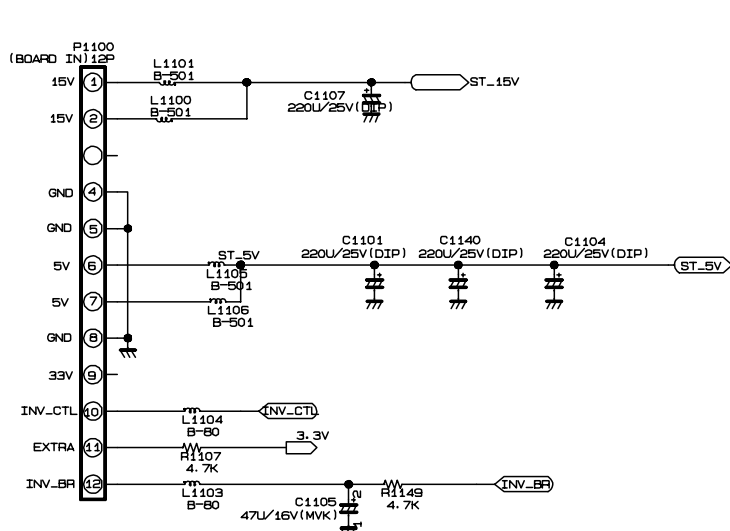 P1100
(BOARD IN)12P
L1101
B-501
15V 1
ST_15V
C1107
220U/25V(DIP)
L1100
B-501
15V 2
GND 4
GND 5
ST_5V
C1101
220U/25V(DIP)
C1140
220U/25V(DIP)
C1104
220U/25V(DIP)
5V 6
ST_5V
L1105
B-501
5V 7
L1106
B-501
GND 8
33V 9
INV_CTL 10
INV_CTL
L1104
B-80
3.3V
EXTRA 11
R1107
4.7K
INV_BR 12
INV_BR
L1103
B-80
C1105
47U/16V(MVK)
2
1
R1149
4.7K